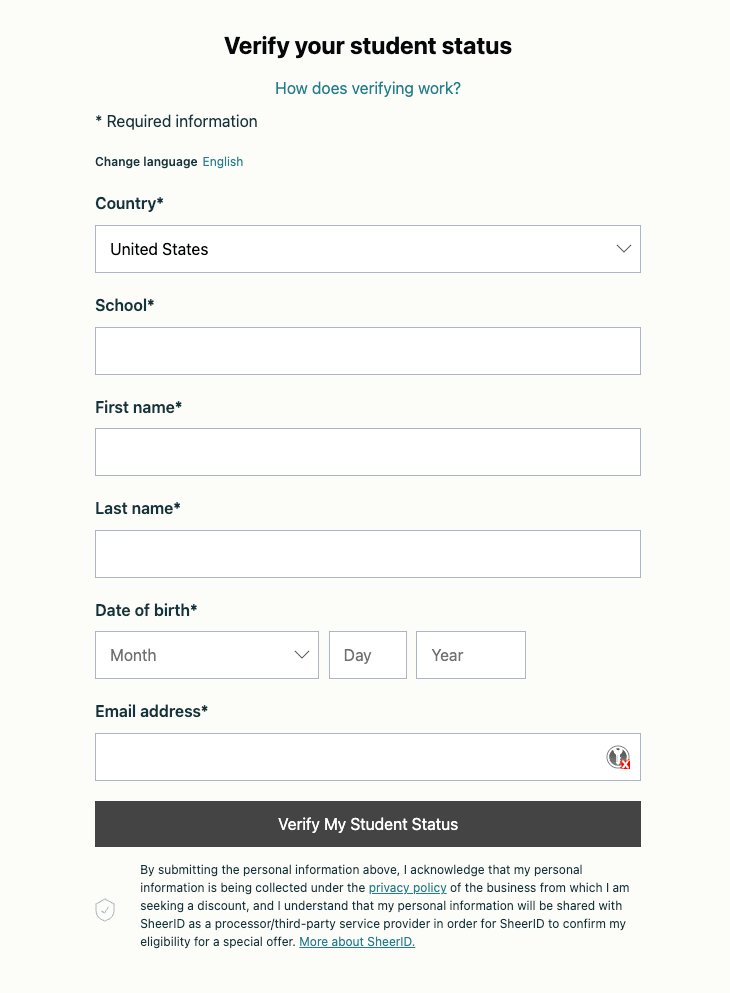 Verify your student status
How does verifying work?
* Required information
Change language English
Country*
United States
School*
First name*
Last name*
Date of birth*
Month Day Year
Email address*
Verify My Student Status
By submitting the personal information above, I acknowledge that my personal
information is being collected under the privacy policy of the business from which I am
seeking a discount, and I understand that my personal information will be shared with
SheerID as a processor/third-party service provider in order for SheerID to confirm my
eligibility for a special offer. More about SheerID.